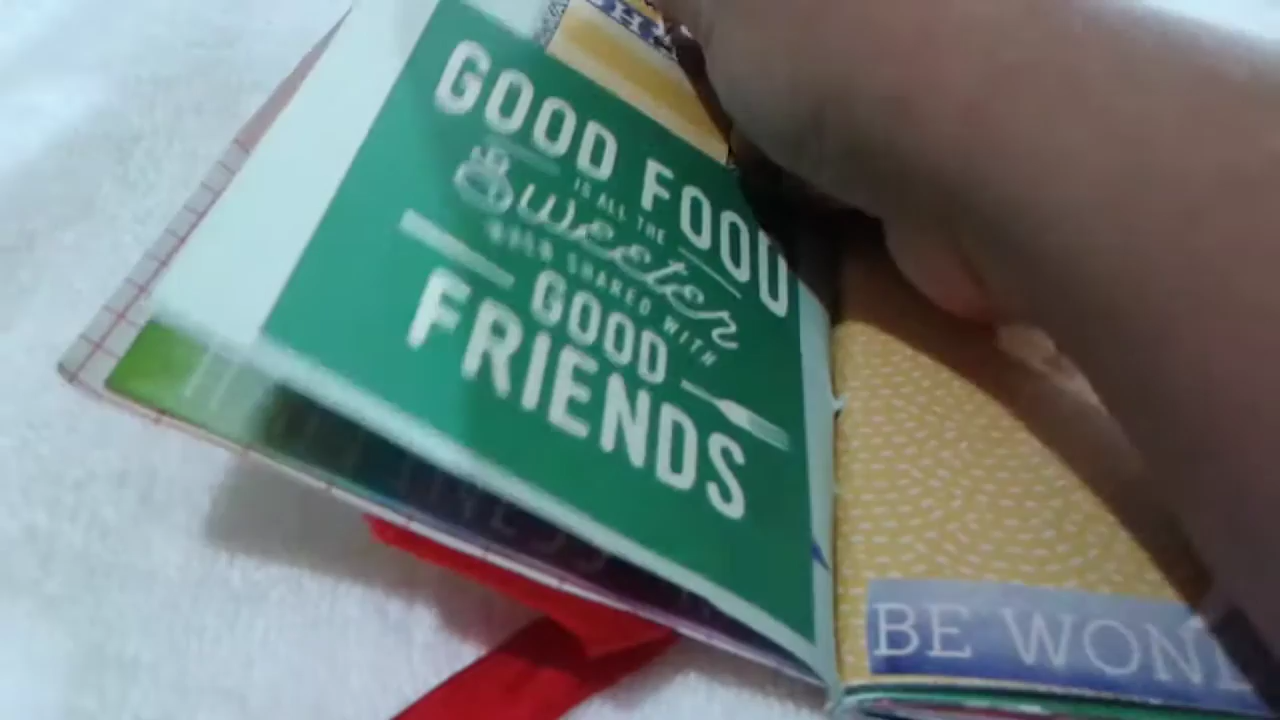 GOOD FOOD
IS ALL THE
Sweeter
WHEN SHARED WITH
GOOD
FRIENDS
BE WON